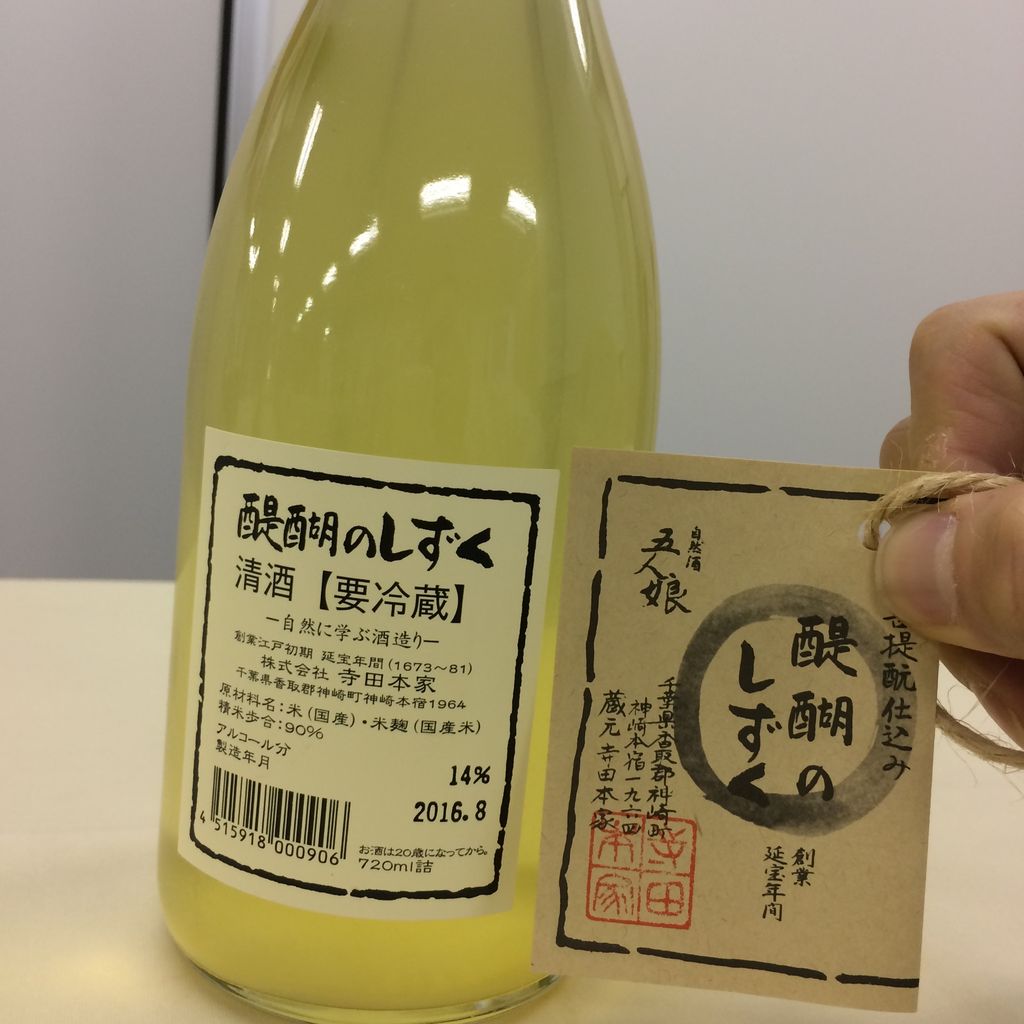 醍醐のしずく
清酒【要冷蔵】
ー自然に学ぶ酒造りー
創業江戸初期 延宝年間(1673~81)
株式会社 寺田本家
千葉県香取郡神崎町神崎本宿1964
原材料名:米(国産)・米麹(国産米)
精米歩合:90%
アルコール分 14%
製造年月 2016.8
4 515918 000906
お酒は20歳になってから。
720ml詰
菩提酛仕込み
醍醐の
しずく
創業
延宝年間
自然酒
五人娘
千葉県香取郡神崎町
神崎本宿一九六四
蔵元 寺田本家
寺田
本家